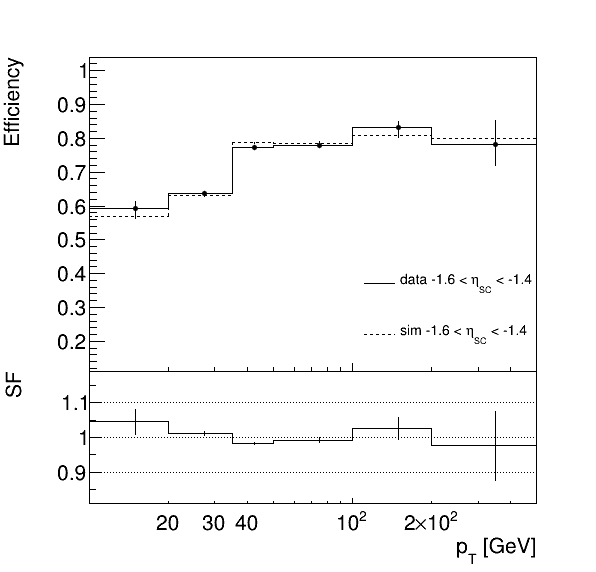 Efficiency
1
0.9
0.8
0.7
0.6
0.5
0.4
0.3
0.2
data -1.6 < η_SC < -1.4
sim -1.6 < η_SC < -1.4
SF
1.1
1
0.9
20 30 40 10² 2×10²
p_T [GeV]